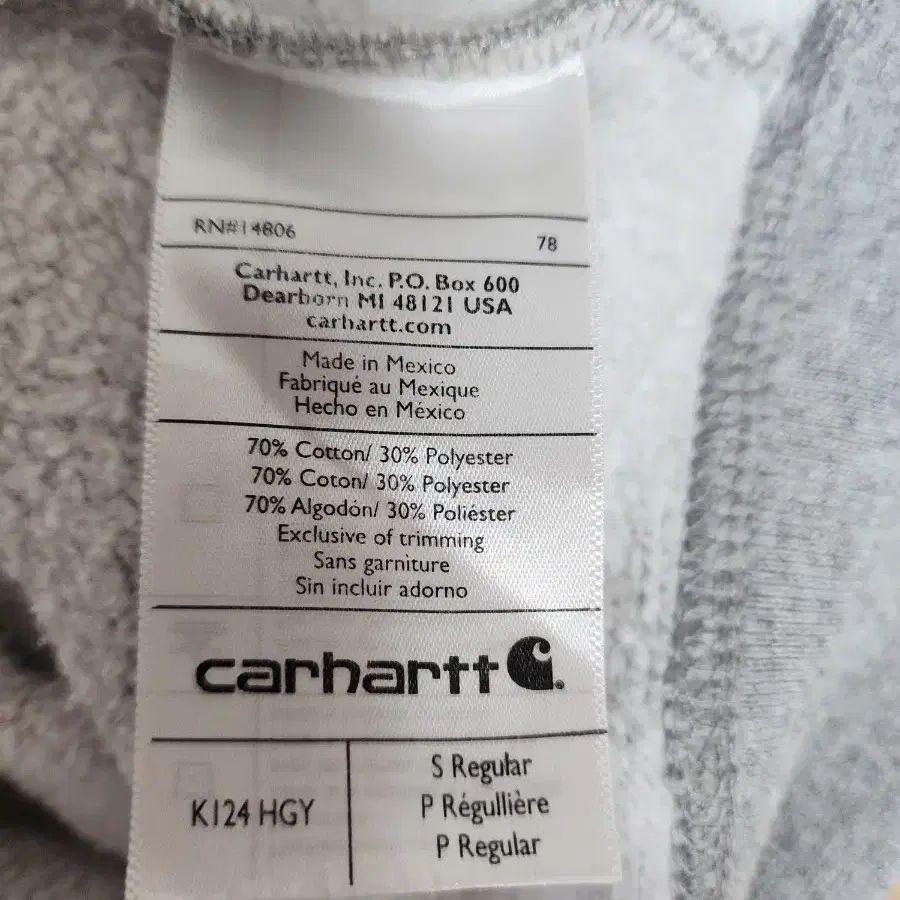 RN#14806
78
Carhartt, Inc. P.O. Box 600
Dearborn MI 48121 USA
carhartt.com
Made in Mexico
Fabriqué au Mexique
Hecho en México
70% Cotton/ 30% Polyester
70% Coton/ 30% Polyester
70% Algodón/ 30% Poliéster
Exclusive of trimming
Sans garniture
Sin incluir adorno
carhartt
K124 HGY
S Regular
P Régullière
P Regular